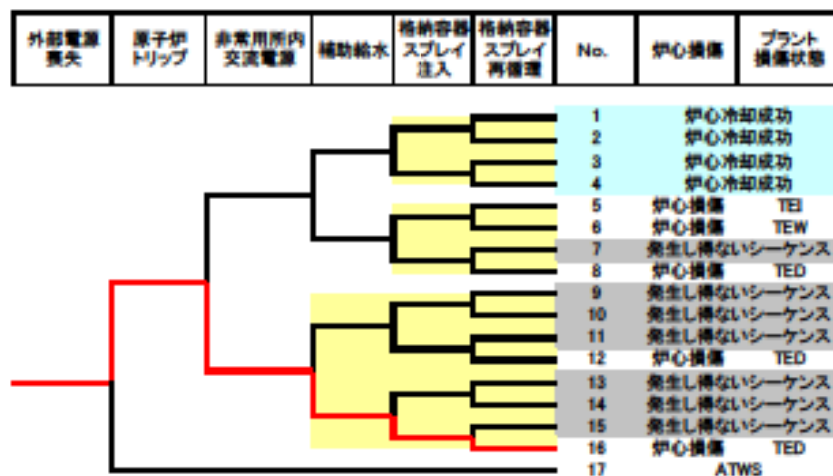 外部電源
喪失
原子炉
トリップ
非常用所内
交流電源
補助給水
格納容器
スプレイ
注入
格納容器
スプレイ
再循環
No.
炉心損傷
プラント
損傷状態
1 炉心冷却成功
2 炉心冷却成功
3 炉心冷却成功
4 炉心冷却成功
5 炉心損傷 TEI
6 炉心損傷 TEW
7 発生し得ないシーケンス
8 炉心損傷 TED
9 発生し得ないシーケンス
10 発生し得ないシーケンス
11 発生し得ないシーケンス
12 炉心損傷 TED
13 発生し得ないシーケンス
14 発生し得ないシーケンス
15 発生し得ないシーケンス
16 炉心損傷 TED
17 ATWS